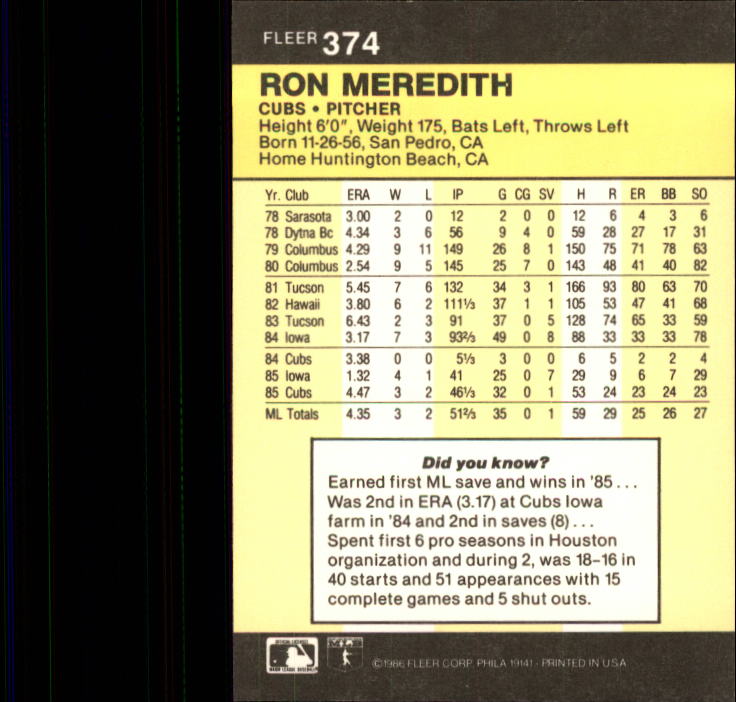 FLEER 374
RON MEREDITH
CUBS • PITCHER
Height 6'0", Weight 175, Bats Left, Throws Left
Born 11-26-56, San Pedro, CA
Home Huntington Beach, CA
Yr. Club ERA W L IP G CG SV H R ER BB SO
78 Sarasota 3.00 2 0 12 2 0 0 12 6 4 3 6
78 Dytna Bc 4.34 3 6 56 9 4 0 59 28 27 17 31
79 Columbus 4.29 9 11 149 26 8 1 150 75 71 78 63
80 Columbus 2.54 9 5 145 25 7 0 143 48 41 40 82
81 Tucson 5.45 7 6 132 34 3 1 166 93 80 63 70
82 Hawaii 3.80 6 2 111⅓ 37 1 1 105 53 47 41 68
83 Tucson 6.43 2 3 91 37 0 5 128 74 65 33 59
84 Iowa 3.17 7 3 93⅔ 49 0 8 88 33 33 33 78
84 Cubs 3.38 0 0 5⅓ 3 0 0 6 5 2 2 4
85 Iowa 1.32 4 1 41 25 0 7 29 9 6 7 29
85 Cubs 4.47 3 2 46⅓ 32 0 1 53 24 23 24 23
ML Totals 4.35 3 2 51⅔ 35 0 1 59 29 25 26 27
Did you know?
Earned first ML save and wins in '85...
Was 2nd in ERA (3.17) at Cubs Iowa
farm in '84 and 2nd in saves (8)...
Spent first 6 pro seasons in Houston
organization and during 2, was 18–16 in
40 starts and 51 appearances with 15
complete games and 5 shut outs.
OFFICIAL LICENSEE
MAJOR LEAGUE BASEBALL
©1986 FLEER CORP. PHILA 19141 - PRINTED IN U.S.A